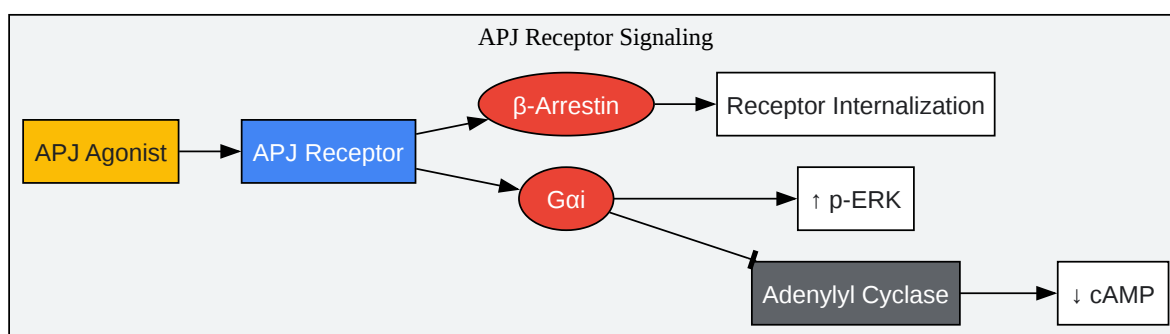 APJ Receptor Signaling
APJ Agonist
APJ Receptor
β-Arrestin
Receptor Internalization
Gαi
↑ p-ERK
Adenylyl Cyclase
↓ cAMP